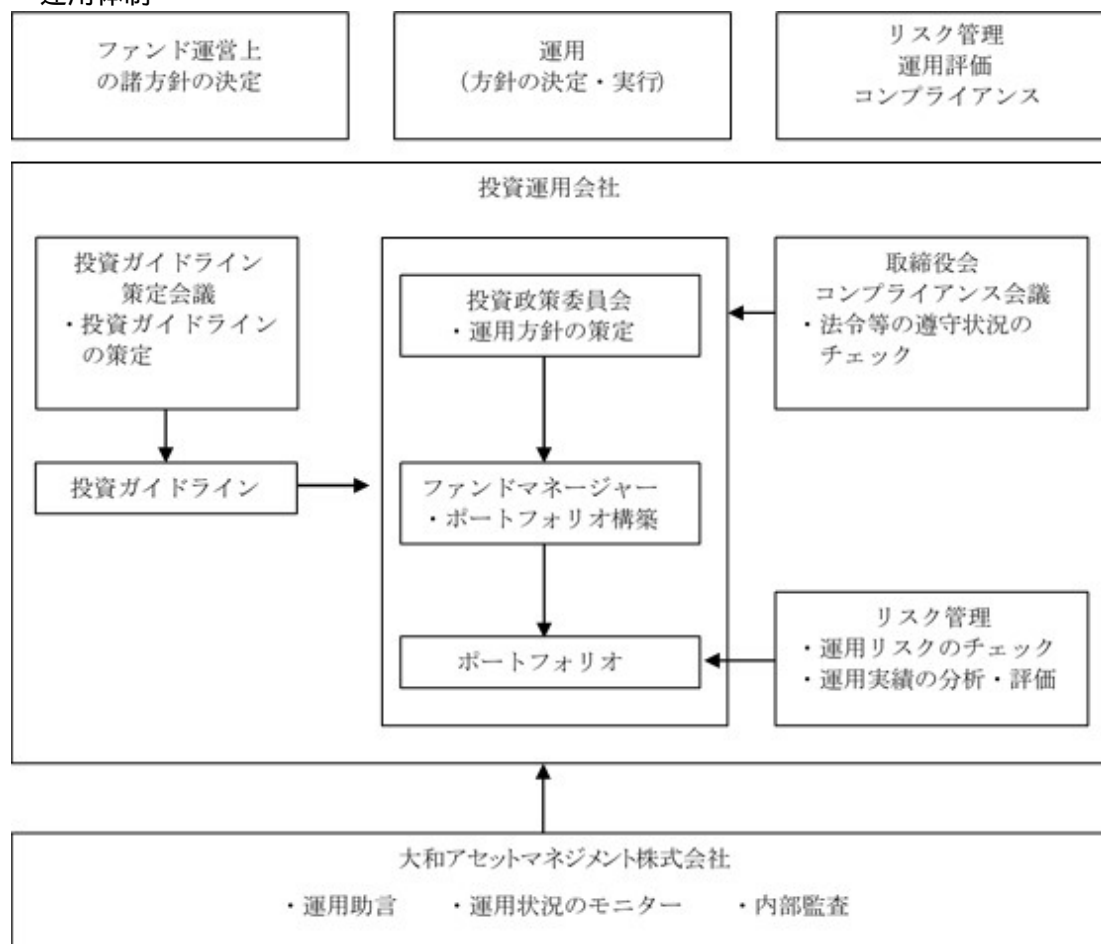 運用体制
ファンド運営上
の諸方針の決定
運用
(方針の決定・実行)
リスク管理
運用評価
コンプライアンス
投資運用会社
投資ガイドライン
策定会議
・投資ガイドライン
の策定
投資ガイドライン
投資政策委員会
・運用方針の策定
ファンドマネージャー
・ポートフォリオ構築
ポートフォリオ
取締役会
コンプライアンス会議
・法令等の遵守状況の
チェック
リスク管理
・運用リスクのチェック
・運用実績の分析・評価
大和アセットマネジメント株式会社
・運用助言 ・運用状況のモニター ・内部監査